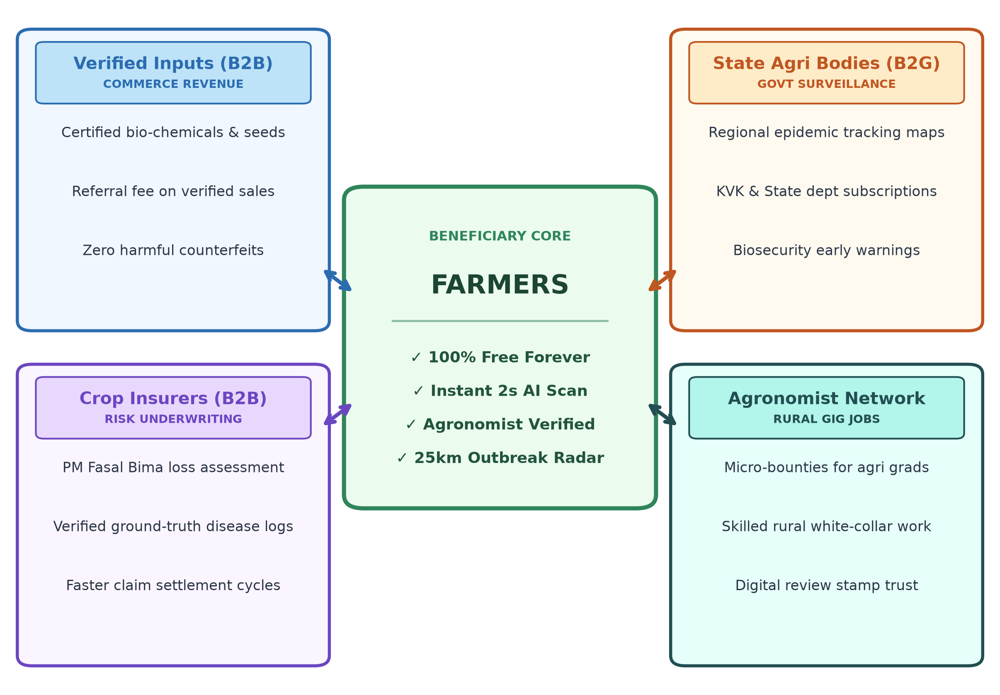 Verified Inputs (B2B)
COMMERCE REVENUE
Certified bio-chemicals & seeds
Referral fee on verified sales
Zero harmful counterfeits
State Agri Bodies (B2G)
GOVT SURVEILLANCE
Regional epidemic tracking maps
KVK & State dept subscriptions
Biosecurity early warnings
BENEFICIARY CORE
FARMERS
✓ 100% Free Forever
✓ Instant 2s AI Scan
✓ Agronomist Verified
✓ 25km Outbreak Radar
Crop Insurers (B2B)
RISK UNDERWRITING
PM Fasal Bima loss assessment
Verified ground-truth disease logs
Faster claim settlement cycles
Agronomist Network
RURAL GIG JOBS
Micro-bounties for agri grads
Skilled rural white-collar work
Digital review stamp trust